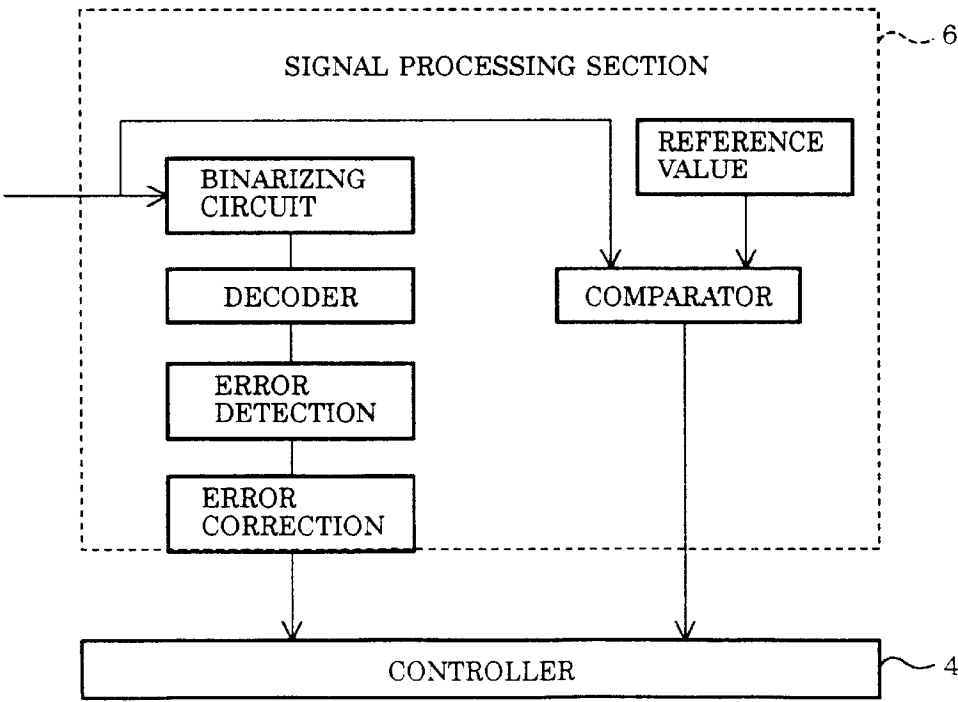 6
SIGNAL PROCESSING SECTION
REFERENCE
VALUE
BINARIZING
CIRCUIT
DECODER
COMPARATOR
ERROR
DETECTION
ERROR
CORRECTION
CONTROLLER
4